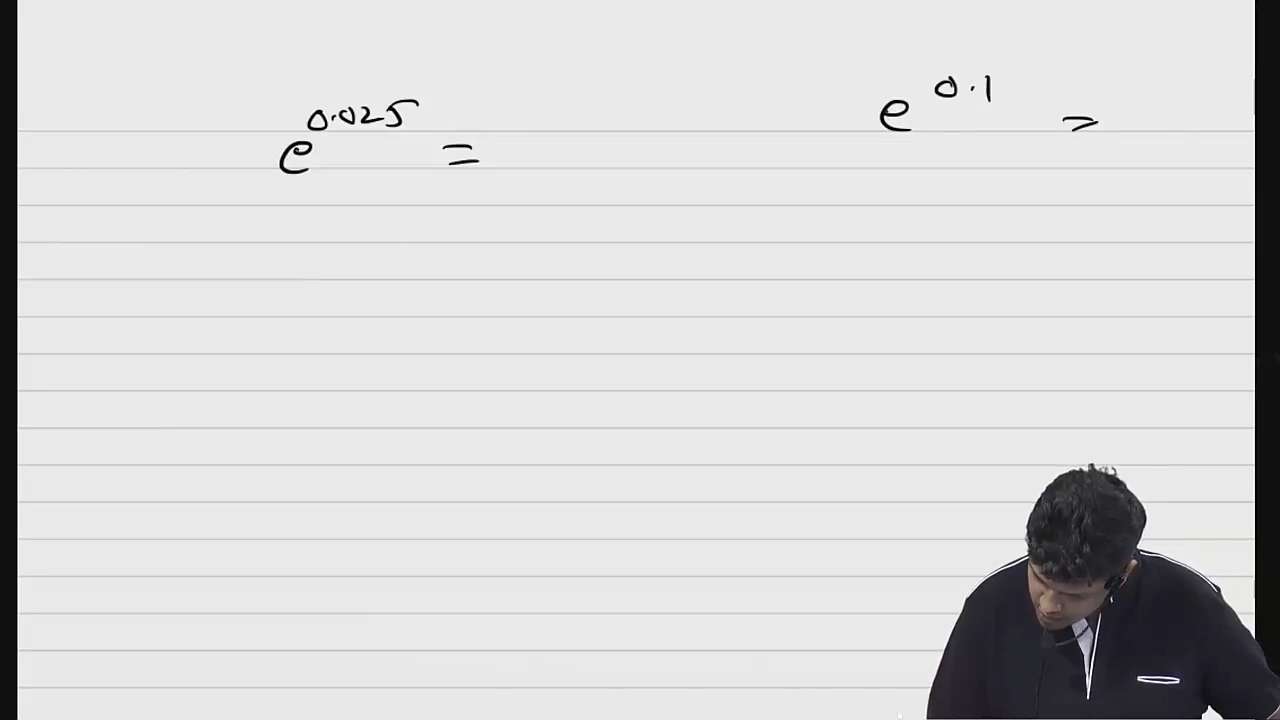 e^0.025 =
e^0.1 =